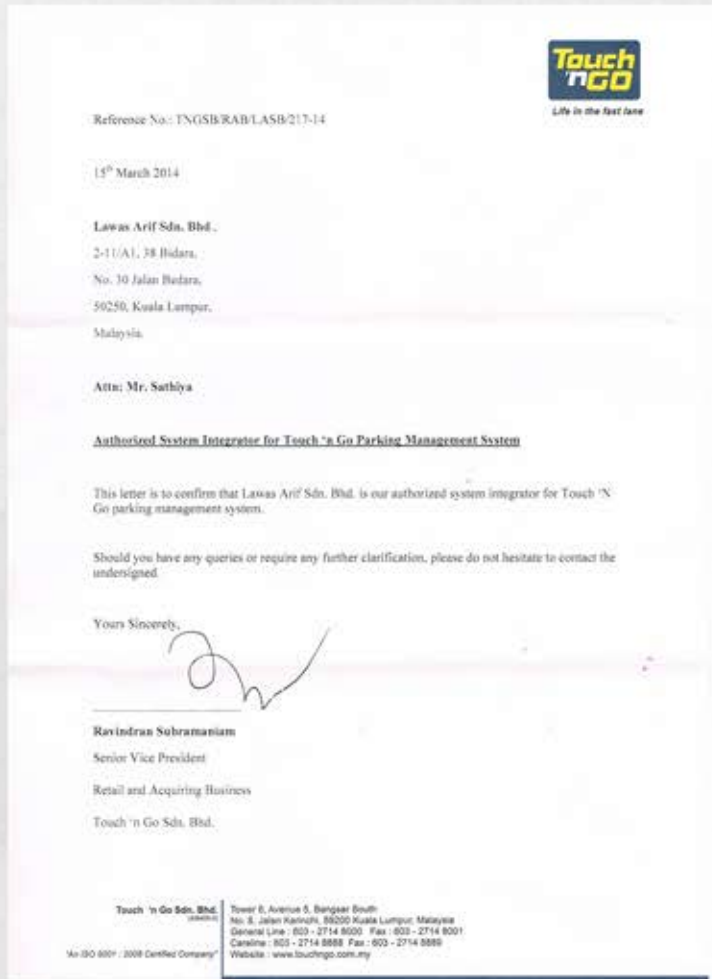 Touch
'nGO
Life in the fast lane
Reference No.: TNGSB/RAB/LASB/217-14
15th March 2014
Lawas Arif Sdn. Bhd.,
2-11/A1, 38 Bidara,
No. 30 Jalan Bedara,
50250, Kuala Lumpur,
Malaysia.
Attn: Mr. Sathiya
Authorized System Integrator for Touch 'n Go Parking Management System
This letter is to confirm that Lawas Arif Sdn. Bhd. is our authorized system integrator for Touch 'N
Go parking management system.
Should you have any queries or require any further clarification, please do not hesitate to contact the
undersigned.
Yours Sincerely,
Ravindran Subramaniam
Senior Vice President
Retail and Acquiring Business
Touch 'n Go Sdn. Bhd.
Touch 'n Go Sdn. Bhd.
"An ISO 9001 : 2008 Certified Company"
Tower 6, Avenue 5, Bangsar South
No. 8, Jalan Kerinchi, 59200 Kuala Lumpur, Malaysia
General Line : 603 - 2714 8000 Fax : 603 - 2714 8001
Careline : 603 - 2714 8888 Fax : 603 - 2714 8889
Website : www.touchngo.com.my